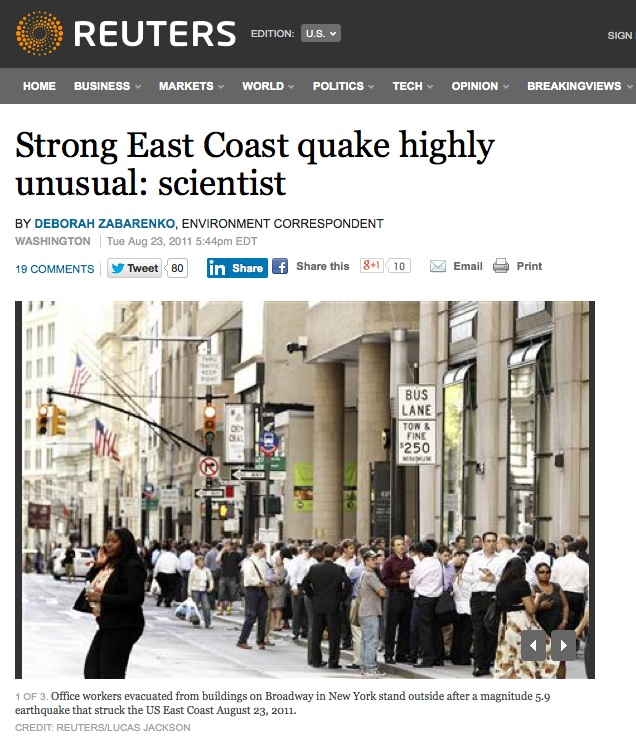 REUTERS EDITION: U.S. SIGN
HOME BUSINESS MARKETS WORLD POLITICS TECH OPINION BREAKINGVIEWS
Strong East Coast quake highly
unusual: scientist
BY DEBORAH ZABARENKO, ENVIRONMENT CORRESPONDENT
WASHINGTON | Tue Aug 23, 2011 5:44pm EDT
19 COMMENTS | Tweet 80 in Share f Share this g+1 10 Email Print
THRU
TRAFFIC
KEEP
RIGHT
BUS
LANE
TOW &
FINE
$250
MINIMUM
1 OF 3. Office workers evacuated from buildings on Broadway in New York stand outside after a magnitude 5.9
earthquake that struck the US East Coast August 23, 2011.
CREDIT: REUTERS/LUCAS JACKSON